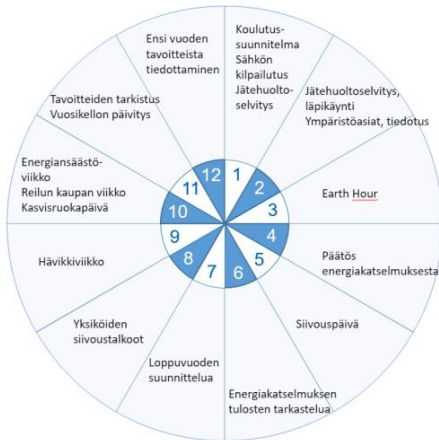 Ensi vuoden
tavoitteista
tiedottaminen
Koulutus-
suunnitelma
Sähkön
kilpailutus
Jätehuolto-
selvitys
Jätehuoltoselvitys,
läpikäynti
Ympäristöasiat, tiedotus
Earth Hour
Päätös
energiakatselmuksesta
Siivouspäivä
Energiakatselmuksen
tulosten tarkastelua
Loppuvuoden
suunnittelua
Yksiköiden
siivoustalkoot
Hävikkiviikko
Energiansäästö-
viikko
Reilun kaupan viikko
Kasvisruokapäivä
Tavoitteiden tarkistus
Vuosikellon päivitys
12
1
2
3
4
5
6
7
8
9
10
11